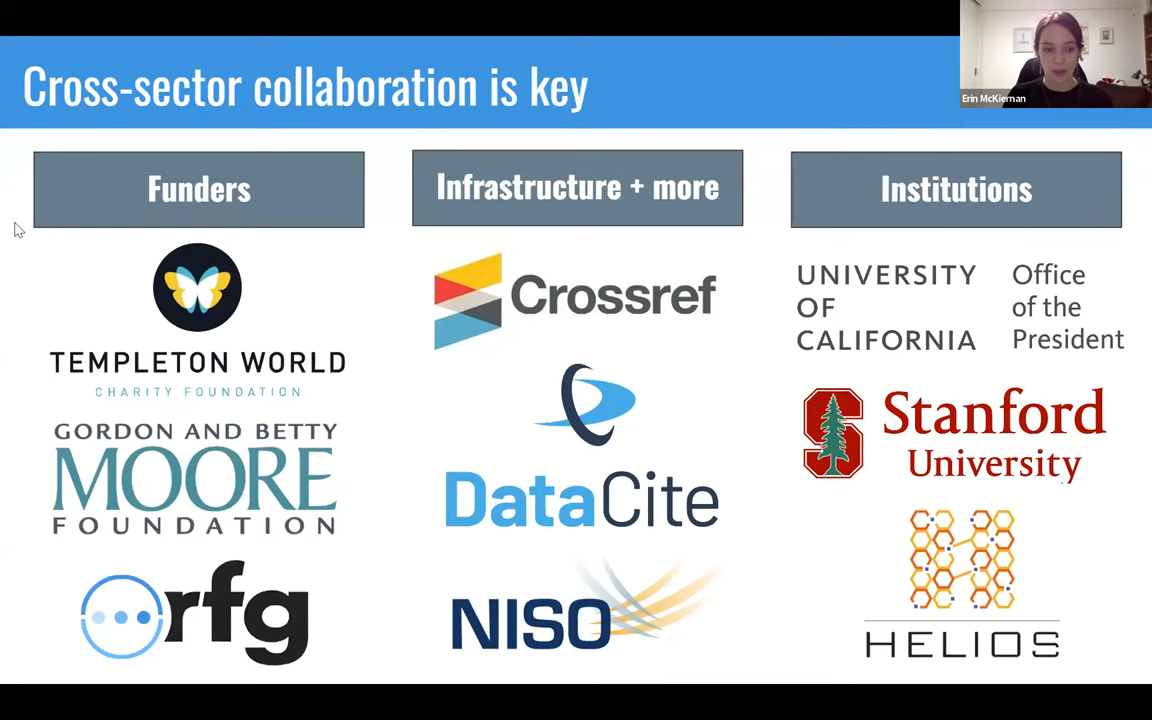 Cross-sector collaboration is key
Erin McKiernan
Funders
TEMPLETON WORLD
CHARITY FOUNDATION
GORDON AND BETTY
MOORE
FOUNDATION
orfg
Infrastructure + more
Crossref
DataCite
NISO
Institutions
UNIVERSITY
OF
CALIFORNIA
Office
of the
President
Stanford
University
HELIOS